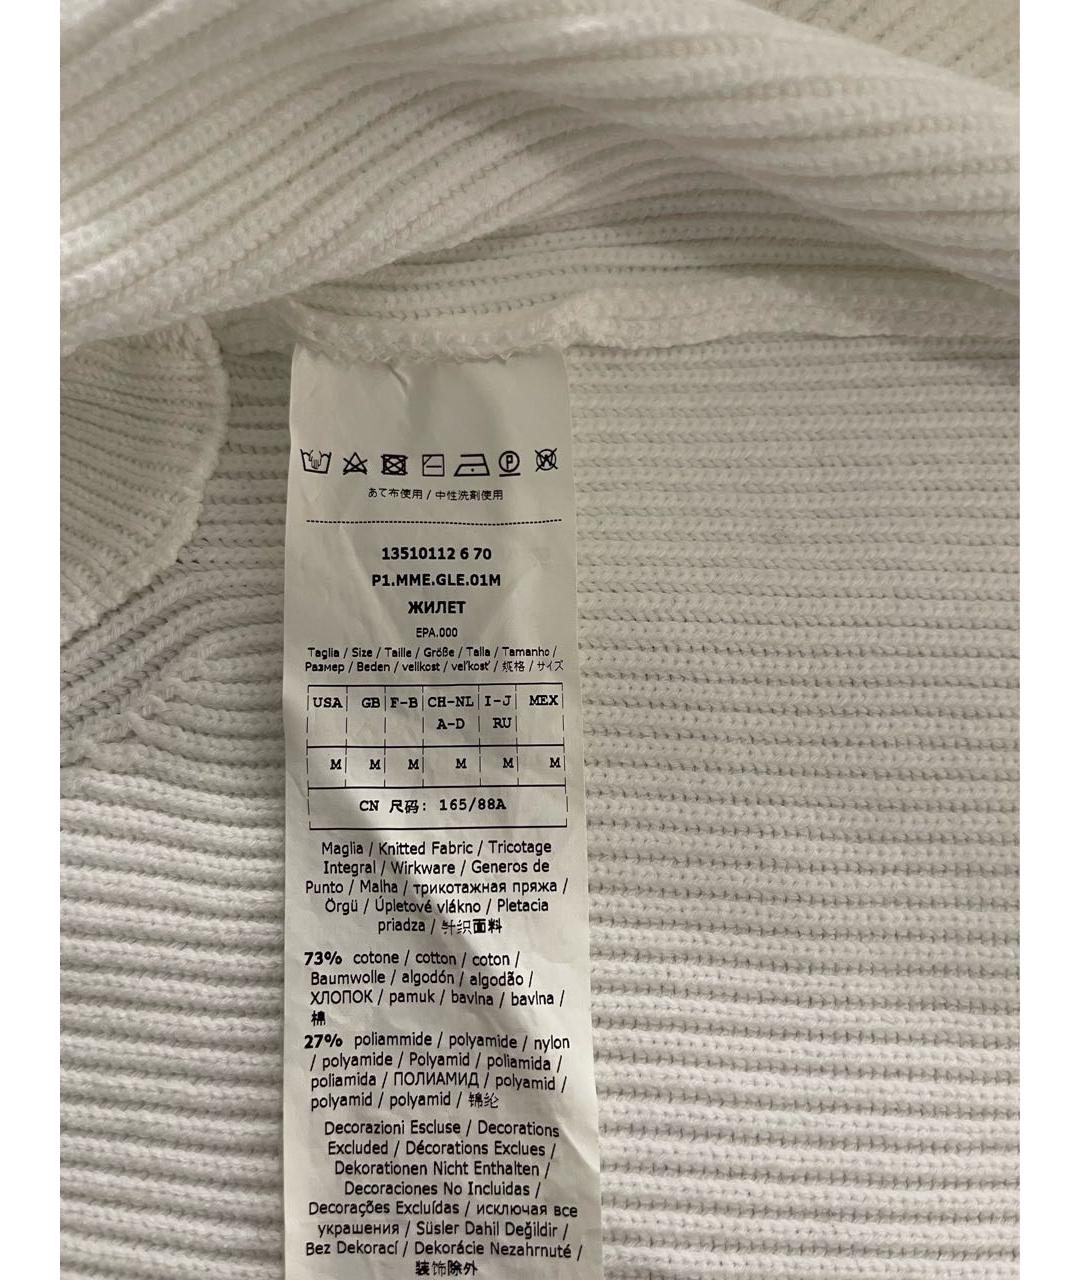 あて布使用 / 中性洗剤使用
13510112 6 70
P1.MME.GLE.01M
ЖИЛЕТ
EPA.000
Taglia / Size / Taille / Größe / Talla / Tamanho /
Размер / Beden / velikost / veľkosť / 规格 / サイズ
USA GB F-B CH-NL I-J MEX
A-D RU
M M M M M M
CN 尺码: 165/88A
Maglia / Knitted Fabric / Tricotage
Integral / Wirkware / Generos de
Punto / Malha / трикотажная пряжа /
Örgü / Úpletové vlákno / Pletacia
priadza / 针织面料
73% cotone / cotton / coton /
Baumwolle / algodón / algodão /
ХЛОПОК / pamuk / bavlna / bavlna /
棉
27% poliammide / polyamide / nylon
/ polyamide / Polyamid / poliamida /
poliamida / ПОЛИАМИД / polyamid /
polyamid / polyamid / 锦纶
Decorazioni Escluse / Decorations
Excluded / Décorations Exclues /
Dekorationen Nicht Enthalten /
Decoraciones No Incluidas /
Decorações Excluídas / исключая все
украшения / Süsler Dahil Değildir /
Bez Dekorací / Dekorácie Nezahrnuté /
装饰除外